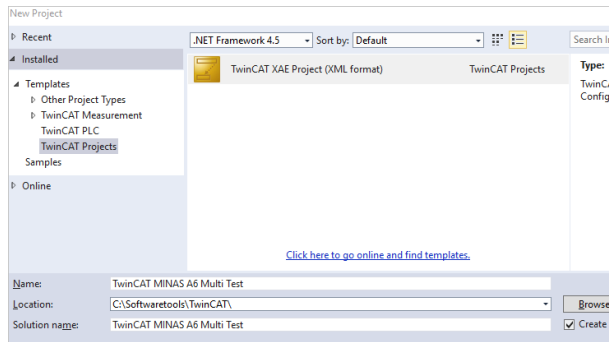 New Project
Recent
.NET Framework 4.5
Sort by: Default
Search
Installed
TwinCAT XAE Project (XML format)
TwinCAT Projects
Type:
Templates
Other Project Types
TwinCAT Measurement
TwinCAT PLC
TwinCAT Projects
Samples
Online
Click here to go online and find templates.
Name:
TwinCAT MINAS A6 Multi Test
Location:
C:\Softwaretools\TwinCAT\
Browse
Solution name:
TwinCAT MINAS A6 Multi Test
Create